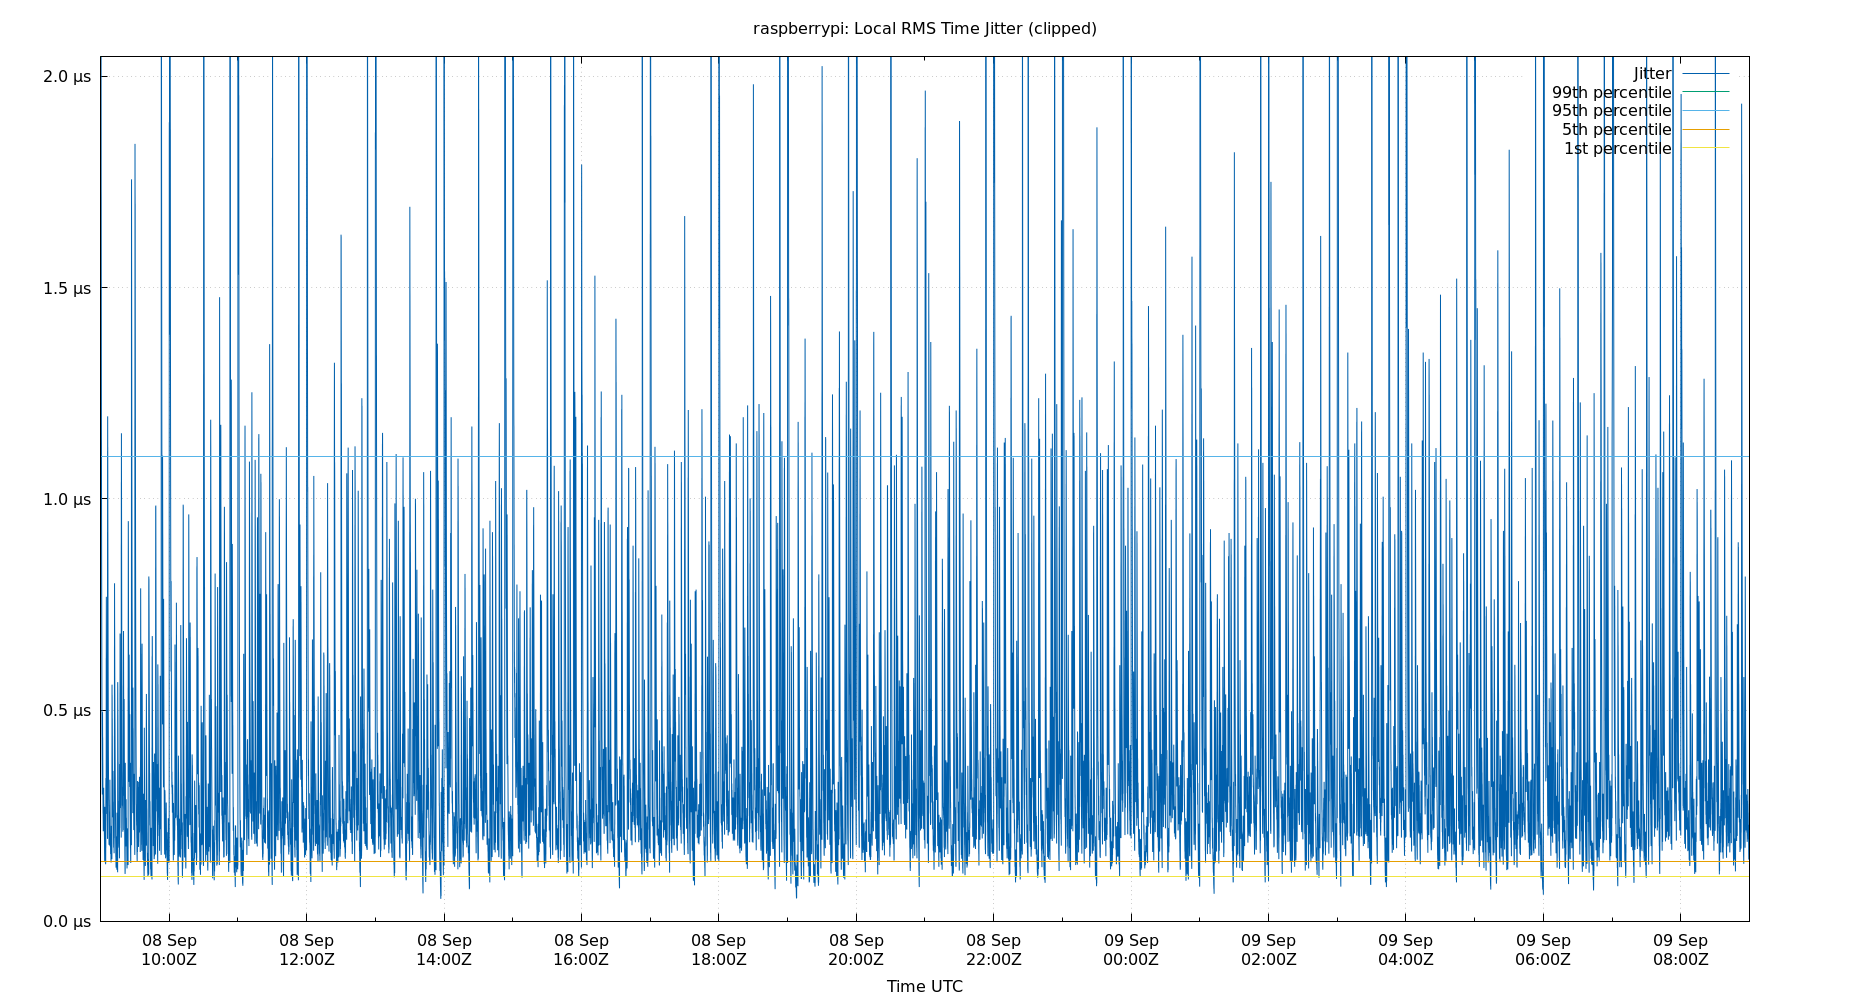 raspberrypi: Local RMS Time Jitter (clipped)
2.0 µs
1.5 µs
1.0 µs
0.5 µs
0.0 µs
Jitter
99th percentile
95th percentile
5th percentile
1st percentile
08 Sep 08 Sep 08 Sep 08 Sep 08 Sep 08 Sep 08 Sep 09 Sep 09 Sep 09 Sep 09 Sep 09 Sep
10:00Z 12:00Z 14:00Z 16:00Z 18:00Z 20:00Z 22:00Z 00:00Z 02:00Z 04:00Z 06:00Z 08:00Z
Time UTC